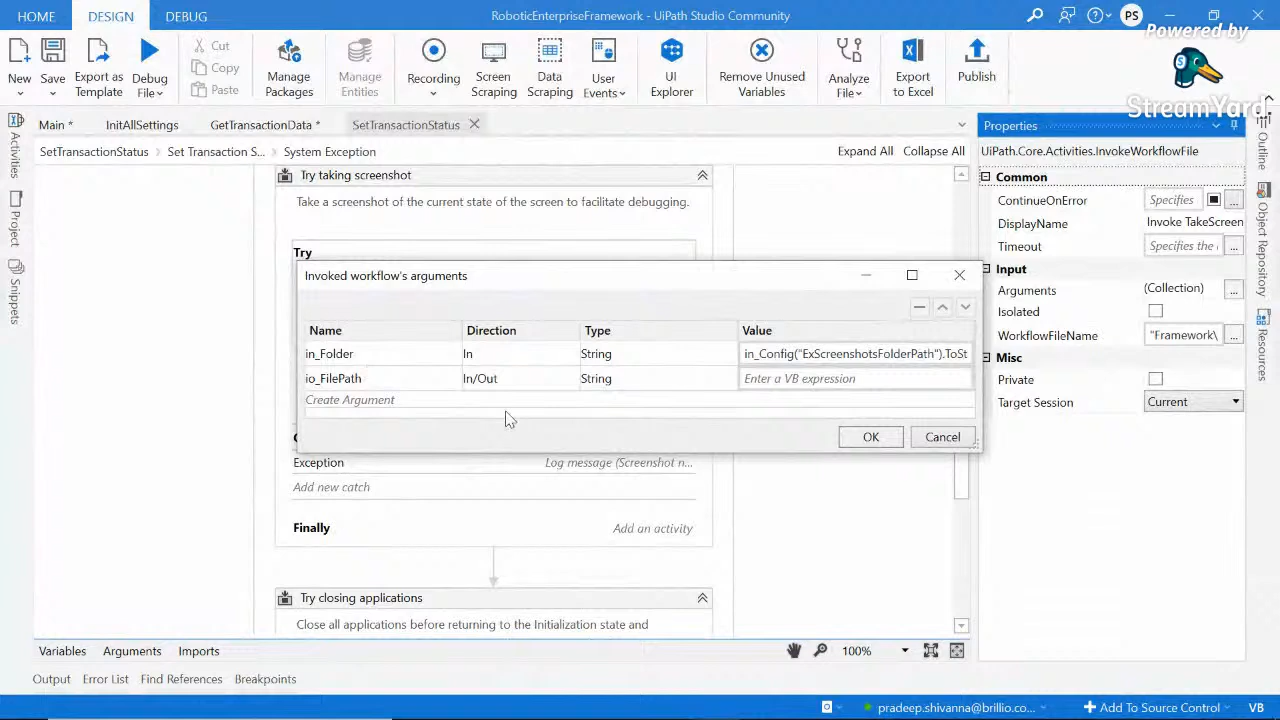 HOME
DESIGN
DEBUG
RoboticEnterpriseFramework - UiPath Studio Community
PS
Powered by
StreamYard
New
Save
Export as Template
Debug File
Cut
Copy
Paste
Manage Packages
Manage Entities
Recording
Screen Scraping
Data Scraping
User Events
UI Explorer
Remove Unused Variables
Analyze File
Export to Excel
Publish
Main *
InitAllSettings
GetTransactionData *
SetTransactionStatus
SetTransactionStatus
Set Transaction S...
System Exception
Expand All
Collapse All
Activities
Project
Snippets
Try taking screenshot
Take a screenshot of the current state of the screen to facilitate debugging.
Try
Invoked workflow's arguments
Name Direction Type Value
in_Folder In String in_Config("ExScreenshotsFolderPath").ToSt
io_FilePath In/Out String Enter a VB expression
Create Argument
OK
Cancel
Exception
Log message (Screenshot n...
Add new catch
Finally
Add an activity
Try closing applications
Close all applications before returning to the Initialization state and
Properties
UiPath.Core.Activities.InvokeWorkflowFile
Common
ContinueOnError Specifies ...
DisplayName Invoke TakeScreen
Timeout Specifies the ...
Input
Arguments (Collection) ...
Isolated
WorkflowFileName "Framework\ ...
Misc
Private
Target Session Current
Outline
Object Repository
Resources
Variables
Arguments
Imports
100%
Output
Error List
Find References
Breakpoints
pradeep.shivanna@brillio.co...
Add To Source Control
VB